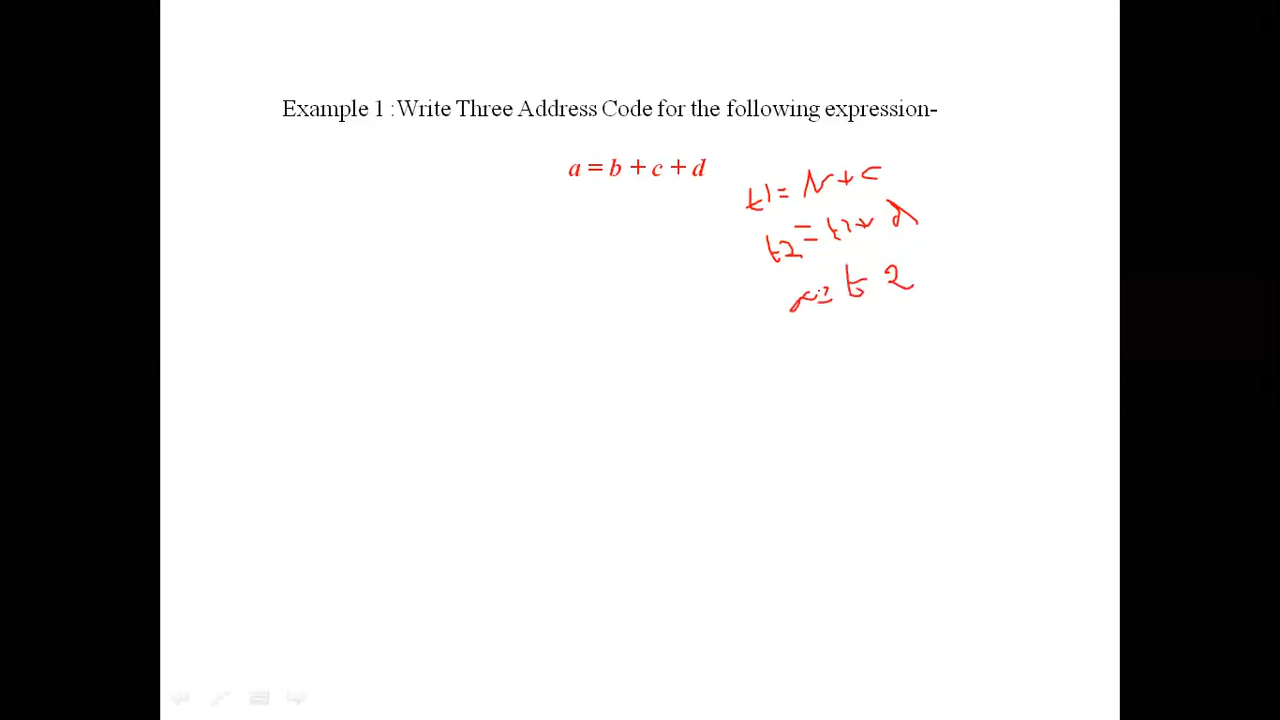 Example 1 :Write Three Address Code for the following expression-
a = b + c + d
t1 = b + c
t2 = t1 + d
a = t2